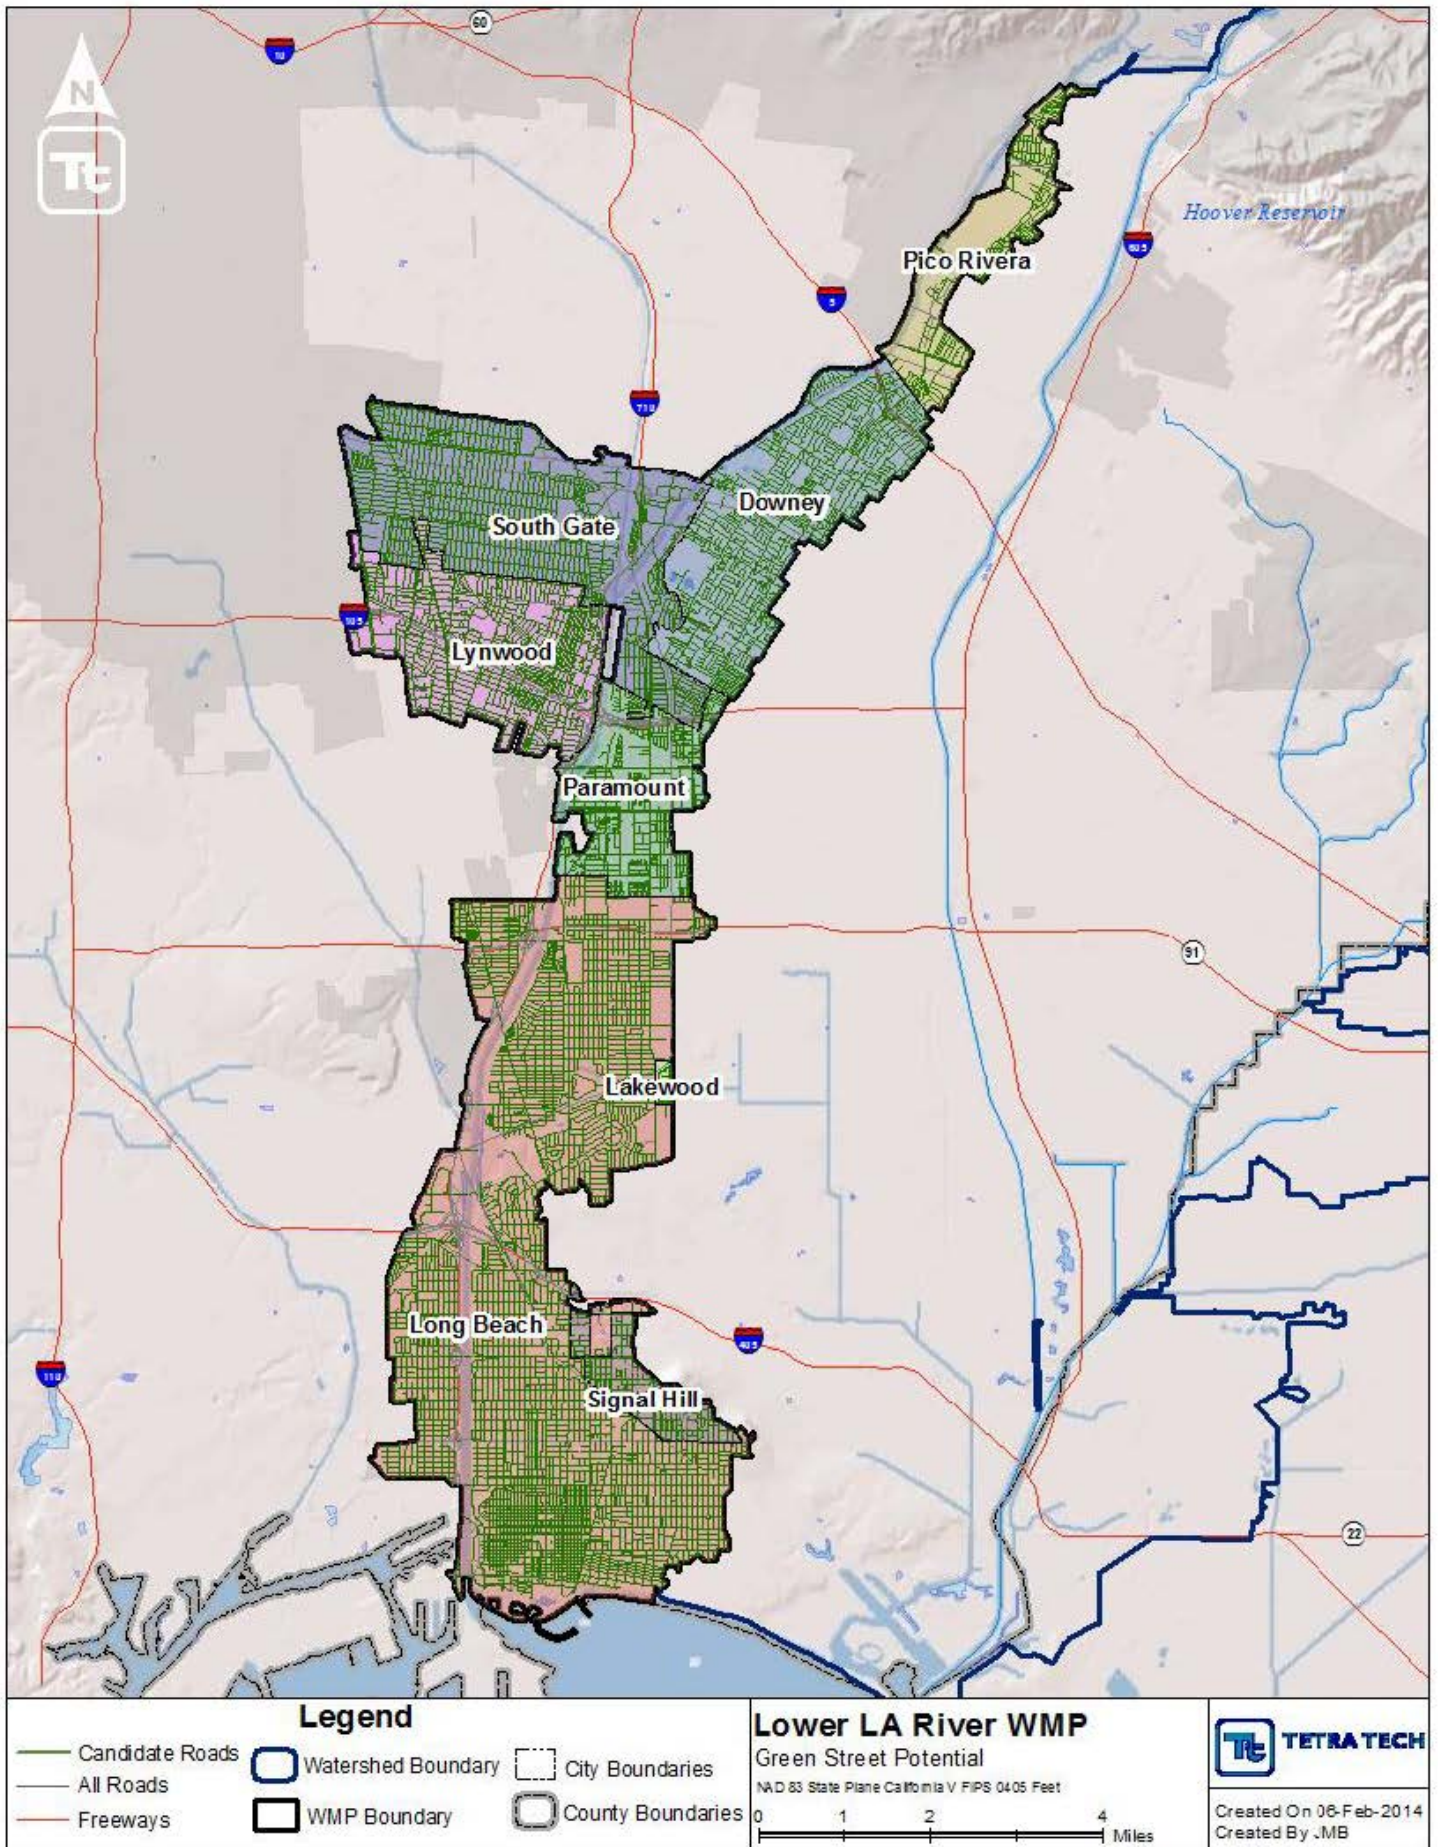 60
10
N
Tt
Hoover Reservoir
605
Pico Rivera
5
710
Downey
South Gate
105
Lynwood
Paramount
91
Lakewood
Long Beach
405
110
Signal Hill
22
Legend
Candidate Roads
All Roads
Freeways
Watershed Boundary
WMP Boundary
City Boundaries
County Boundaries
Lower LA River WMP
Green Street Potential
NAD 83 State Plane California V FIPS 0405 Feet
0 1 2 4
Miles
Tt TETRA TECH
Created On 06-Feb-2014
Created By JMB